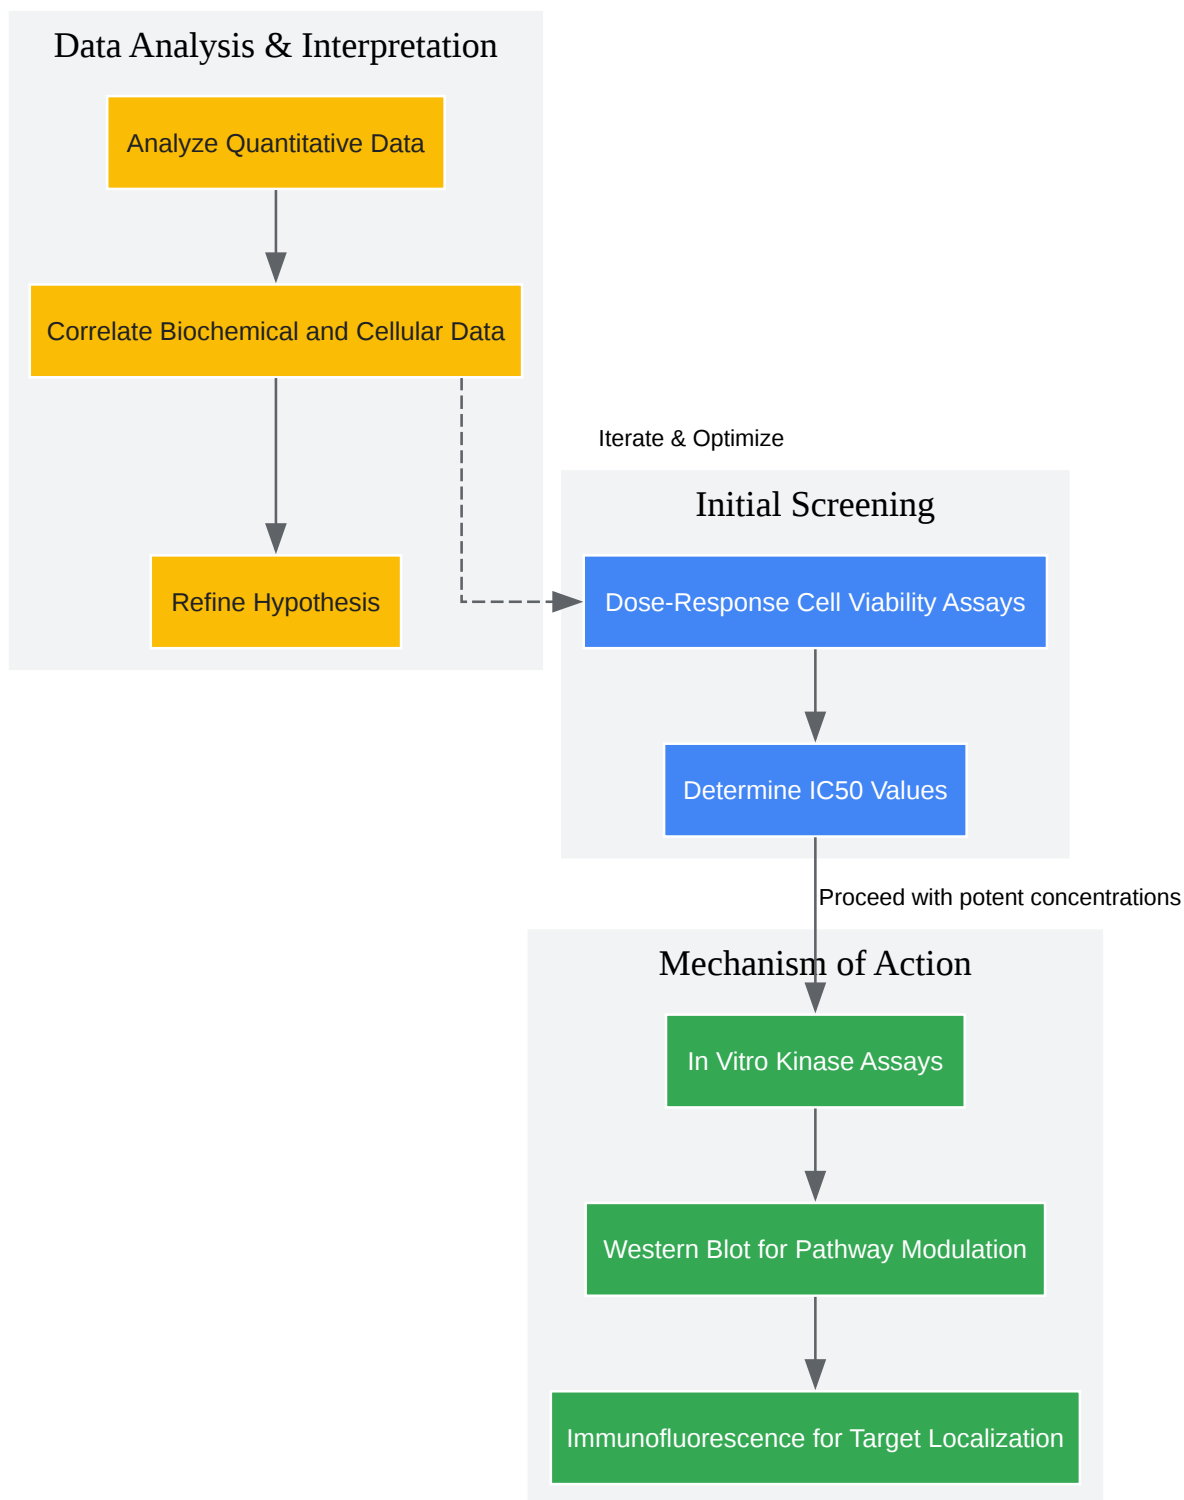 Data Analysis & Interpretation
Analyze Quantitative Data
Correlate Biochemical and Cellular Data
Refine Hypothesis
Iterate & Optimize
Initial Screening
Dose-Response Cell Viability Assays
Determine IC50 Values
Proceed with potent concentrations
Mechanism of Action
In Vitro Kinase Assays
Western Blot for Pathway Modulation
Immunofluorescence for Target Localization